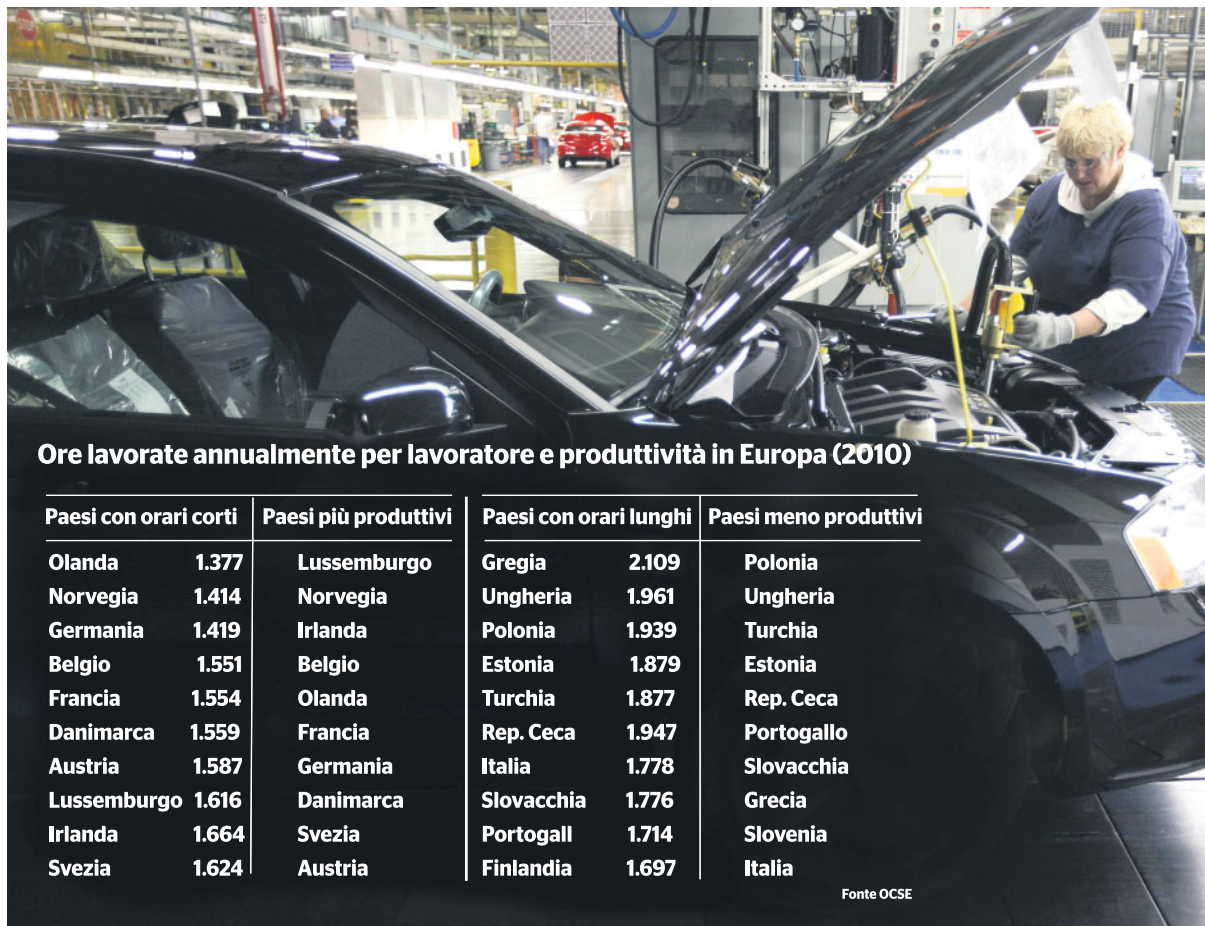 STOP
Ore lavorate annualmente per lavoratore e produttività in Europa (2010)
Paesi con orari corti Paesi più produttivi Paesi con orari lunghi Paesi meno produttivi
Olanda 1.377 Lussemburgo Gregia 2.109 Polonia
Norvegia 1.414 Norvegia Ungheria 1.961 Ungheria
Germania 1.419 Irlanda Polonia 1.939 Turchia
Belgio 1.551 Belgio Estonia 1.879 Estonia
Francia 1.554 Olanda Turchia 1.877 Rep. Ceca
Danimarca 1.559 Francia Rep. Ceca 1.947 Portogallo
Austria 1.587 Germania Italia 1.778 Slovacchia
Lussemburgo 1.616 Danimarca Slovacchia 1.776 Grecia
Irlanda 1.664 Svezia Portogall 1.714 Slovenia
Svezia 1.624 Austria Finlandia 1.697 Italia
Fonte OCSE